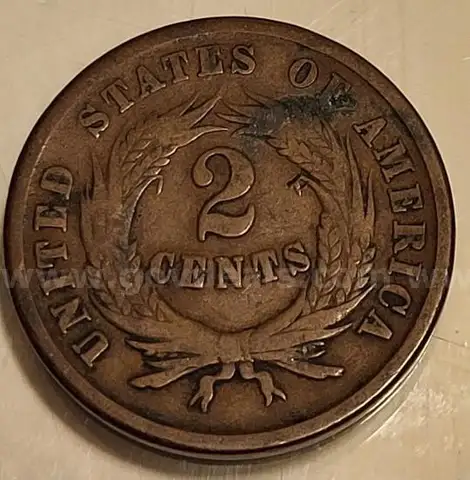 UNITED STATES OF AMERICA
2
CENTS